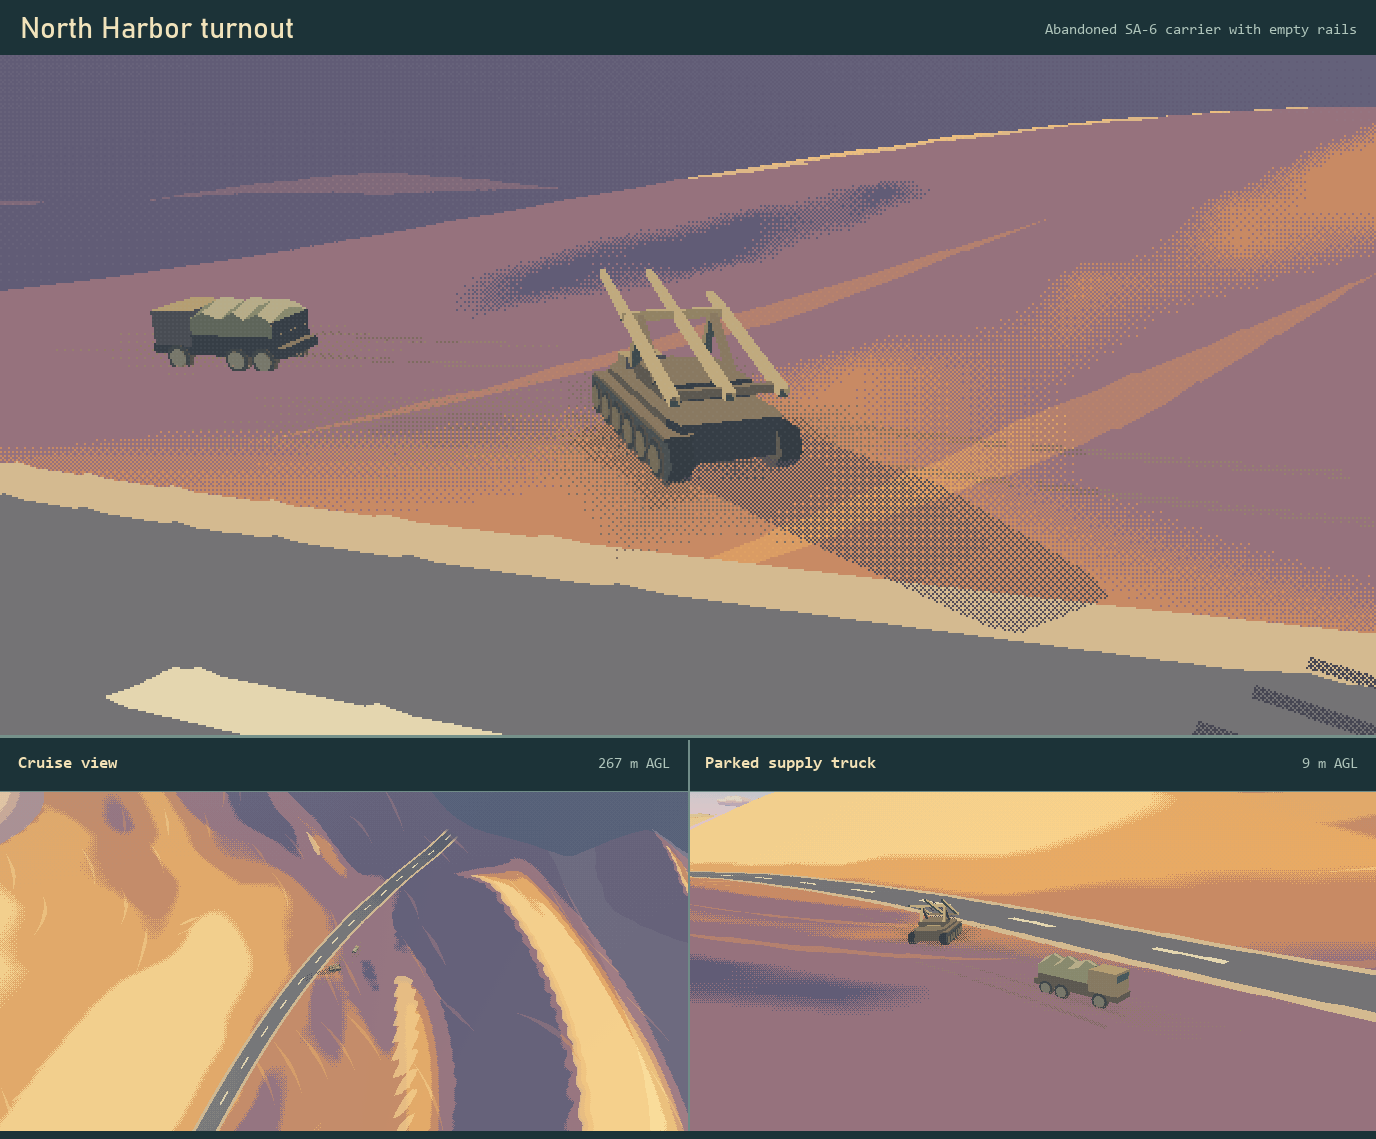 North Harbor turnout
Abandoned SA-6 carrier with empty rails
Cruise view
267 m AGL
Parked supply truck
9 m AGL